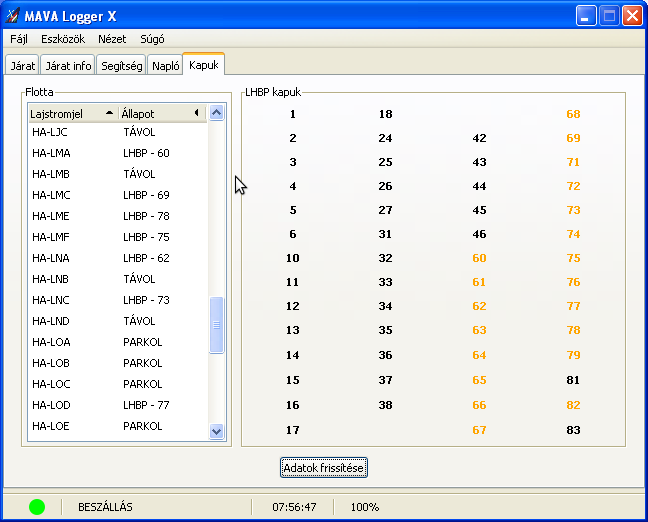 MAVA Logger X
Fájl Eszközök Nézet Súgó
Járat Járat info Segítség Napló Kapuk
Flotta
Lajstromjel Állapot
HA-LJC TÁVOL
HA-LMA LHBP - 60
HA-LMB TÁVOL
HA-LMC LHBP - 69
HA-LME LHBP - 78
HA-LMF LHBP - 75
HA-LNA LHBP - 62
HA-LNB TÁVOL
HA-LNC LHBP - 73
HA-LND TÁVOL
HA-LOA PARKOL
HA-LOB PARKOL
HA-LOC PARKOL
HA-LOD LHBP - 77
HA-LOE PARKOL
LHBP kapuk
1 18 68
2 24 42 69
3 25 43 71
4 26 44 72
5 27 45 73
6 31 46 74
10 32 60 75
11 33 61 76
12 34 62 77
13 35 63 78
14 36 64 79
15 37 65 81
16 38 66 82
17 67 83
Adatok frissítése
BESZÁLLÁS 07:56:47 100%